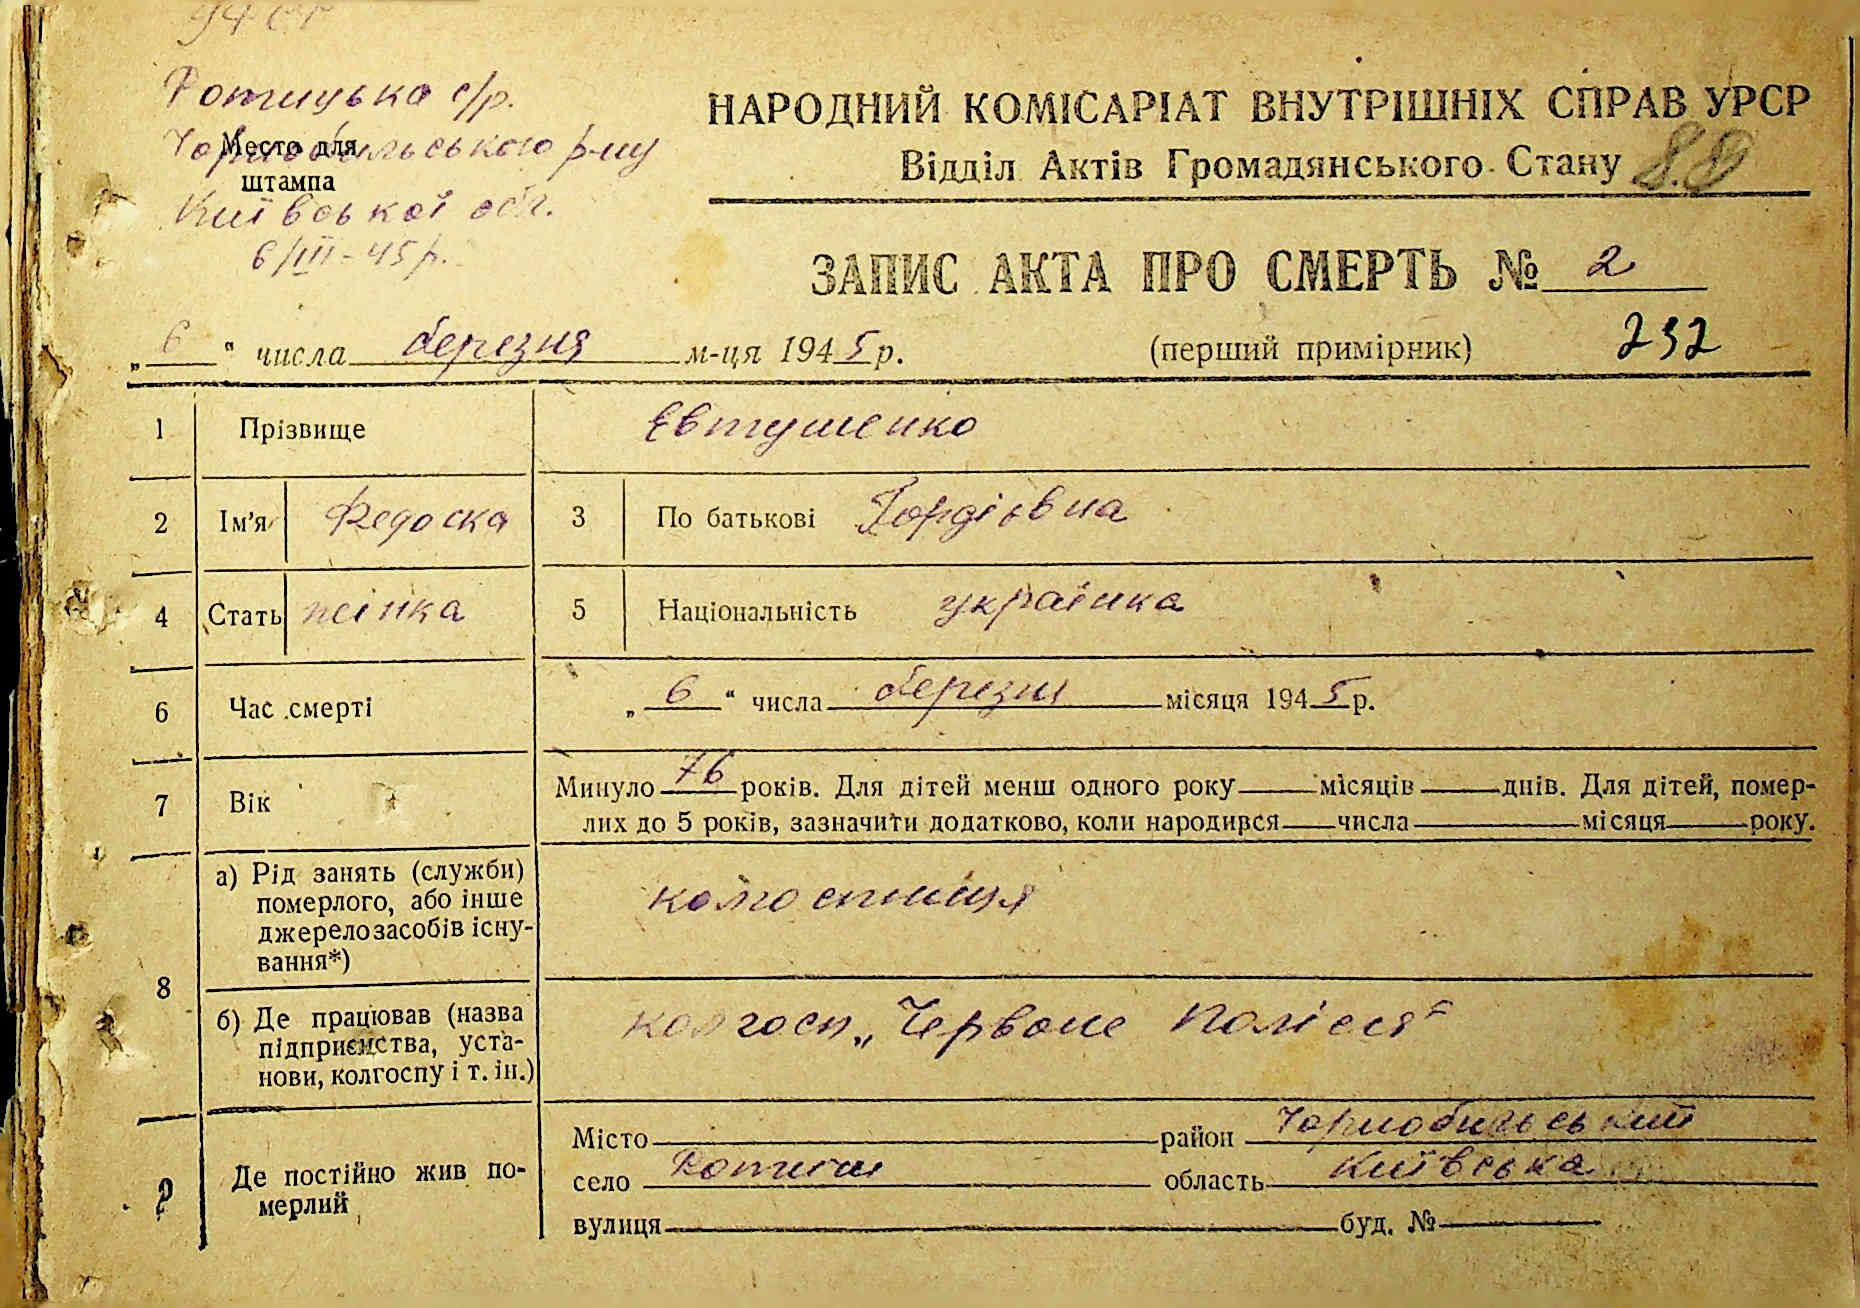 Ротицька с/р.
НАРОДНИЙ КОМІСАРІАТ ВНУТРІШНІХ СПРАВ УРСР
Чорнобильського р-ну
Место для
штампа
Відділ Актів Громадянського Стану
Київської обл.
6/III-45 р.
ЗАПИС АКТА ПРО СМЕРТЬ № 2
„6“ числа березня м-ця 1945 р. (перший примірник) 232
1 Прізвище Євтушенко
2 Ім'я Федоска 3 По батькові Гордіївна
4 Стать жінка 5 Національність українка
6 Час смерті „6“ числа березня місяця 1945 р.
7 Вік Минуло 76 років. Для дітей менш одного року місяців днів. Для дітей, помер-
лих до 5 років, зазначити додатково, коли народився числа місяця року.
8 а) Рід занять (служби)
померлого, або інше
джерело засобів існу-
вання*)
колгоспниця
б) Де працював (назва
підприємства, уста-
нови, колгоспу і т. ін.)
колгосп „Червоне Полісся“
9 Де постійно жив по-
мерлий
Місто район Чорнобильський
село Ротичи область Київська
вулиця буд. №